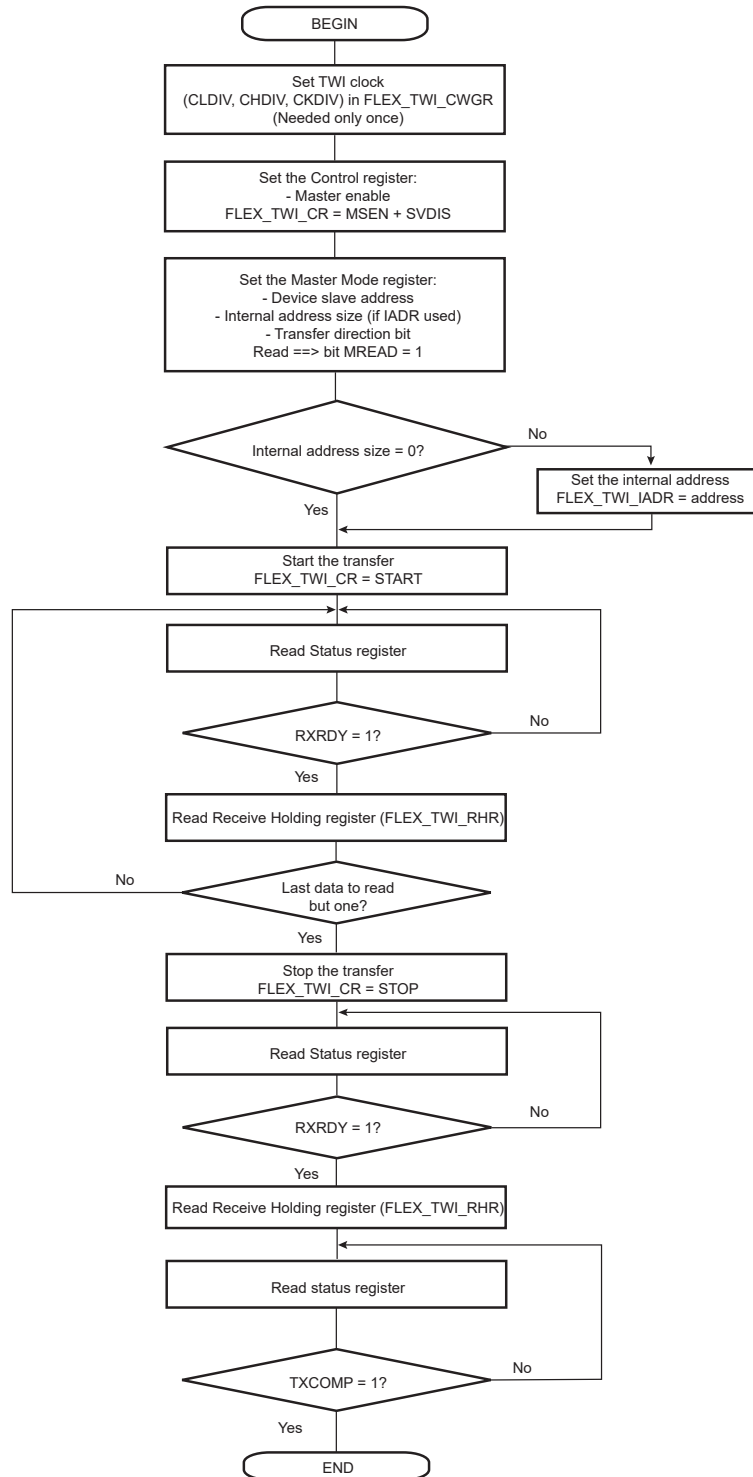 BEGIN
Set TWI clock
(CLDIV, CHDIV, CKDIV) in FLEX_TWI_CWGR
(Needed only once)
Set the Control register:
- Master enable
FLEX_TWI_CR = MSEN + SVDIS
Set the Master Mode register:
- Device slave address
- Internal address size (if IADR used)
- Transfer direction bit
Read ==> bit MREAD = 1
Internal address size = 0?
No
Set the internal address
FLEX_TWI_IADR = address
Yes
Start the transfer
FLEX_TWI_CR = START
Read Status register
RXRDY = 1?
No
Yes
Read Receive Holding register (FLEX_TWI_RHR)
No
Last data to read
but one?
Yes
Stop the transfer
FLEX_TWI_CR = STOP
Read Status register
No
RXRDY = 1?
Yes
Read Receive Holding register (FLEX_TWI_RHR)
Read status register
No
TXCOMP = 1?
Yes
END